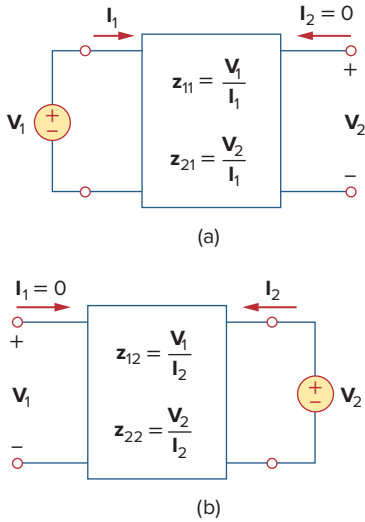 I₁ I₂ = 0
z₁₁ = V₁/I₁
+
V₁ + − V₂
z₂₁ = V₂/I₁
−
(a)
I₁ = 0 I₂
+
z₁₂ = V₁/I₂
V₁ + − V₂
z₂₂ = V₂/I₂
−
(b)